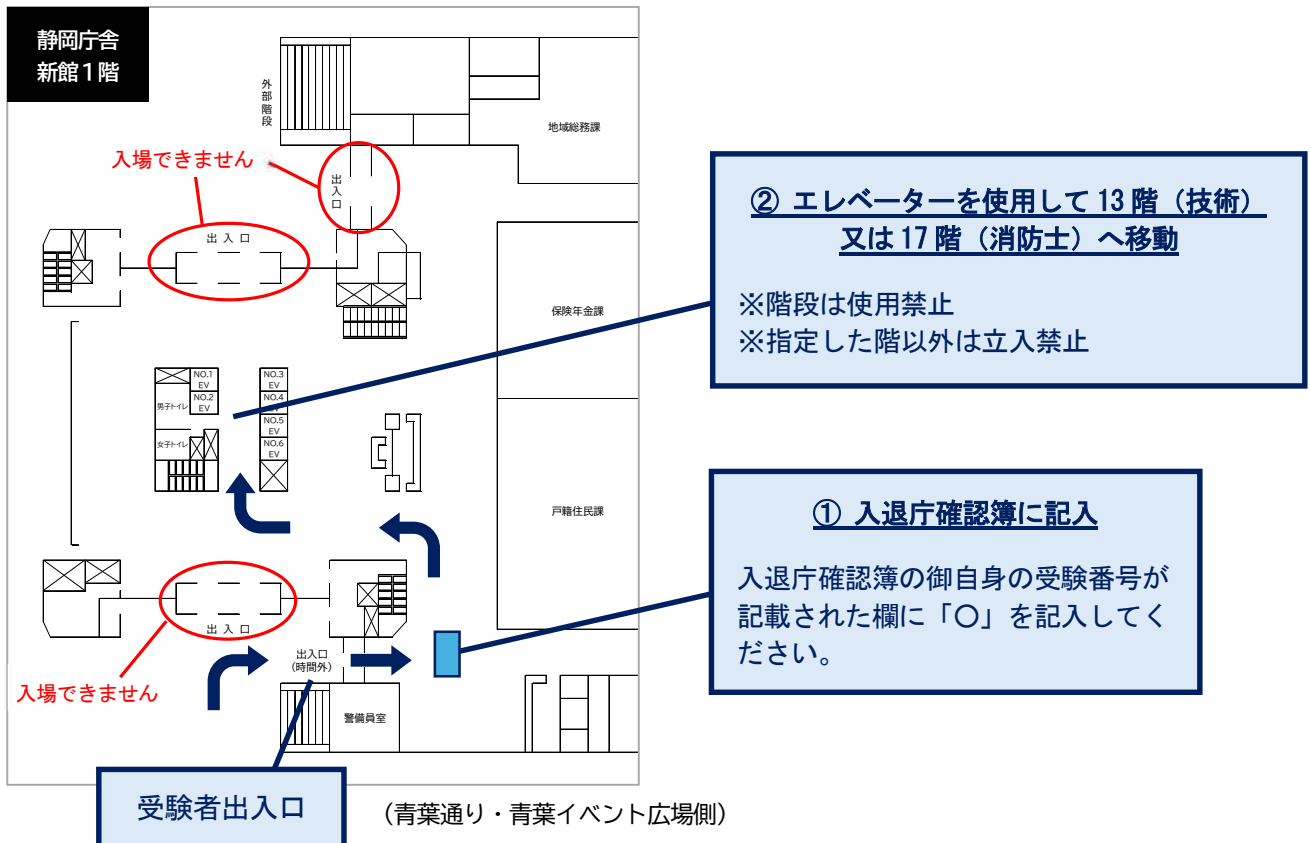 静岡庁舎
新館1階
外部階段
地域総務課
入場できません
出入口
出入口
② エレベーターを使用して 13 階（技術）
又は 17 階（消防士）へ移動
※階段は使用禁止
※指定した階以外は立入禁止
保険年金課
NO.1
EV
NO.2
EV
男子トイレ
女子トイレ
NO.3
EV
NO.4
EV
NO.5
EV
NO.6
EV
戸籍住民課
① 入退庁確認簿に記入
入退庁確認簿の御自身の受験番号が
記載された欄に「〇」を記入してく
ださい。
出入口
出入口
（時間外）
入場できません
警備員室
受験者出入口
（青葉通り・青葉イベント広場側）